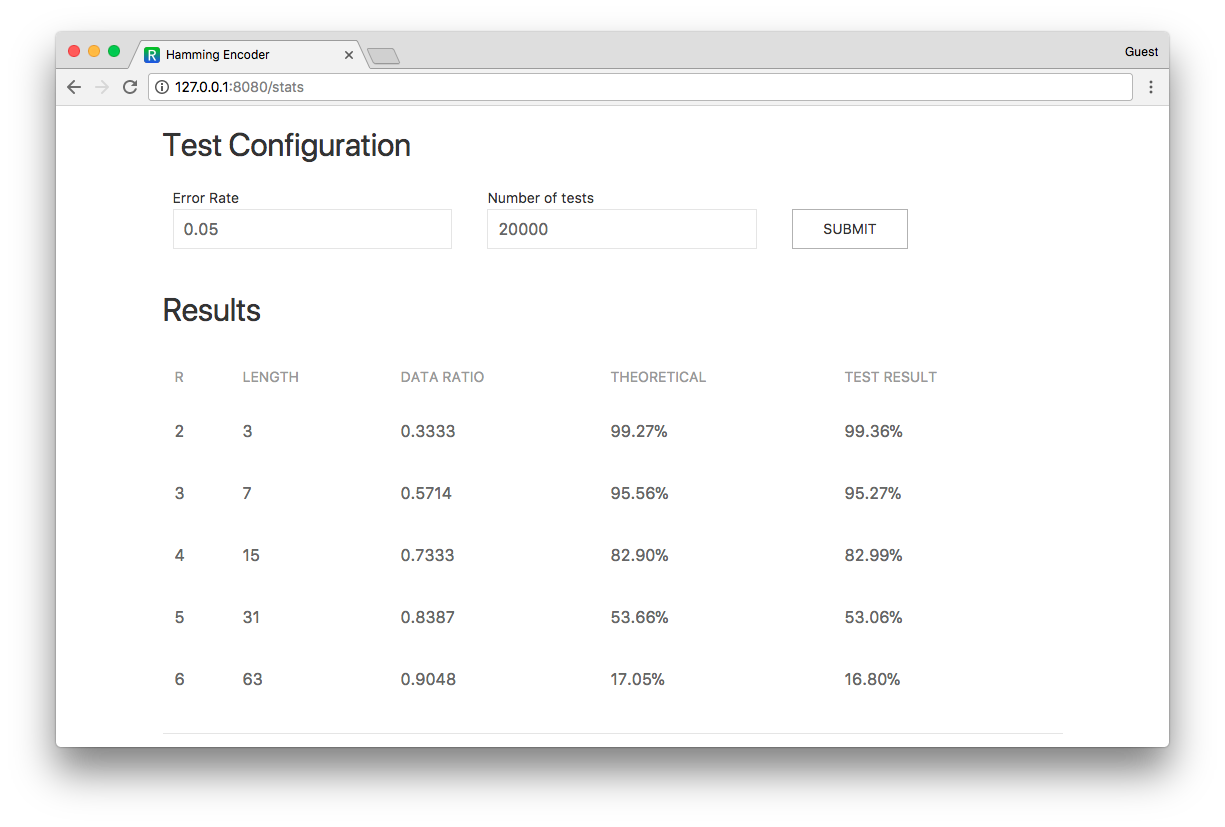 R Hamming Encoder
Guest
127.0.0.1:8080/stats
Test Configuration
Error Rate Number of tests
0.05 20000 SUBMIT
Results
R LENGTH DATA RATIO THEORETICAL TEST RESULT
2 3 0.3333 99.27% 99.36%
3 7 0.5714 95.56% 95.27%
4 15 0.7333 82.90% 82.99%
5 31 0.8387 53.66% 53.06%
6 63 0.9048 17.05% 16.80%